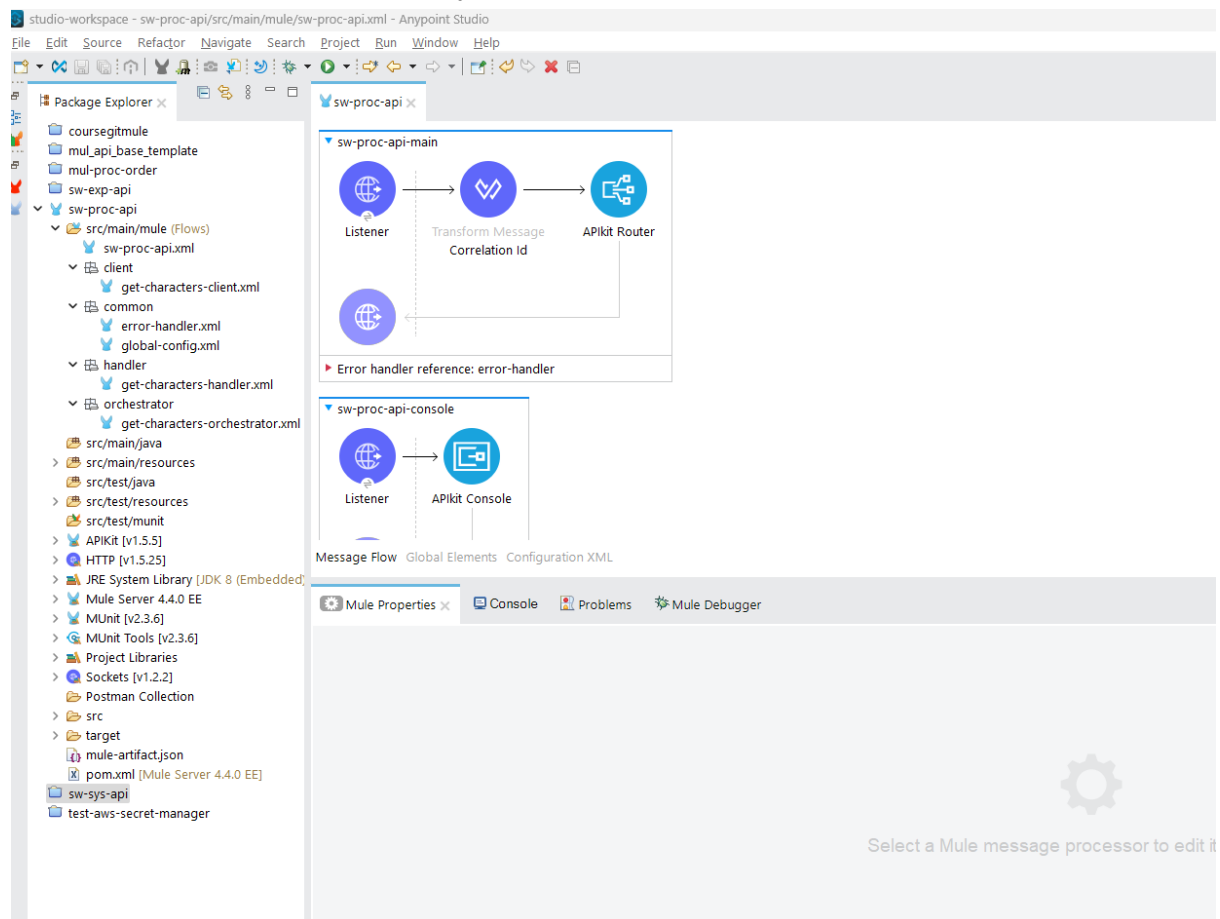 studio-workspace - sw-proc-api/src/main/mule/sw-proc-api.xml - Anypoint Studio
File Edit Source Refactor Navigate Search Project Run Window Help
Package Explorer
sw-proc-api
coursegitmule
mul_api_base_template
mul-proc-order
sw-exp-api
sw-proc-api
src/main/mule (Flows)
sw-proc-api.xml
client
get-characters-client.xml
common
error-handler.xml
global-config.xml
handler
get-characters-handler.xml
orchestrator
get-characters-orchestrator.xml
src/main/java
src/main/resources
src/test/java
src/test/resources
src/test/munit
APIKit [v1.5.5]
HTTP [v1.5.25]
JRE System Library [JDK 8 (Embedded)
Mule Server 4.4.0 EE
MUnit [v2.3.6]
MUnit Tools [v2.3.6]
Project Libraries
Sockets [v1.2.2]
Postman Collection
src
target
mule-artifact.json
pom.xml [Mule Server 4.4.0 EE]
sw-sys-api
test-aws-secret-manager
sw-proc-api-main
Listener
Transform Message
Correlation Id
APIkit Router
Error handler reference: error-handler
sw-proc-api-console
Listener
APIkit Console
Message Flow Global Elements Configuration XML
Mule Properties Console Problems Mule Debugger
Select a Mule message processor to edit it